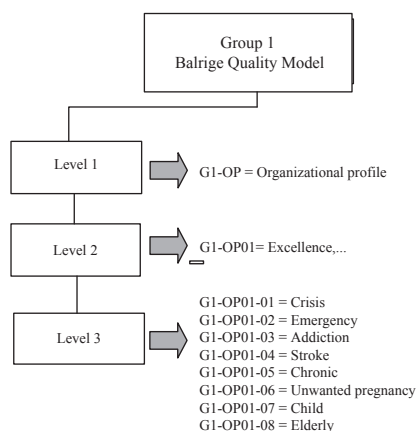 Group 1
Balrige Quality Model
Level 1
G1-OP = Organizational profile
Level 2
G1-OP01= Excellence,...
Level 3
G1-OP01-01 = Crisis
G1-OP01-02 = Emergency
G1-OP01-03 = Addiction
G1-OP01-04 = Stroke
G1-OP01-05 = Chronic
G1-OP01-06 = Unwanted pregnancy
G1-OP01-07 = Child
G1-OP01-08 = Elderly